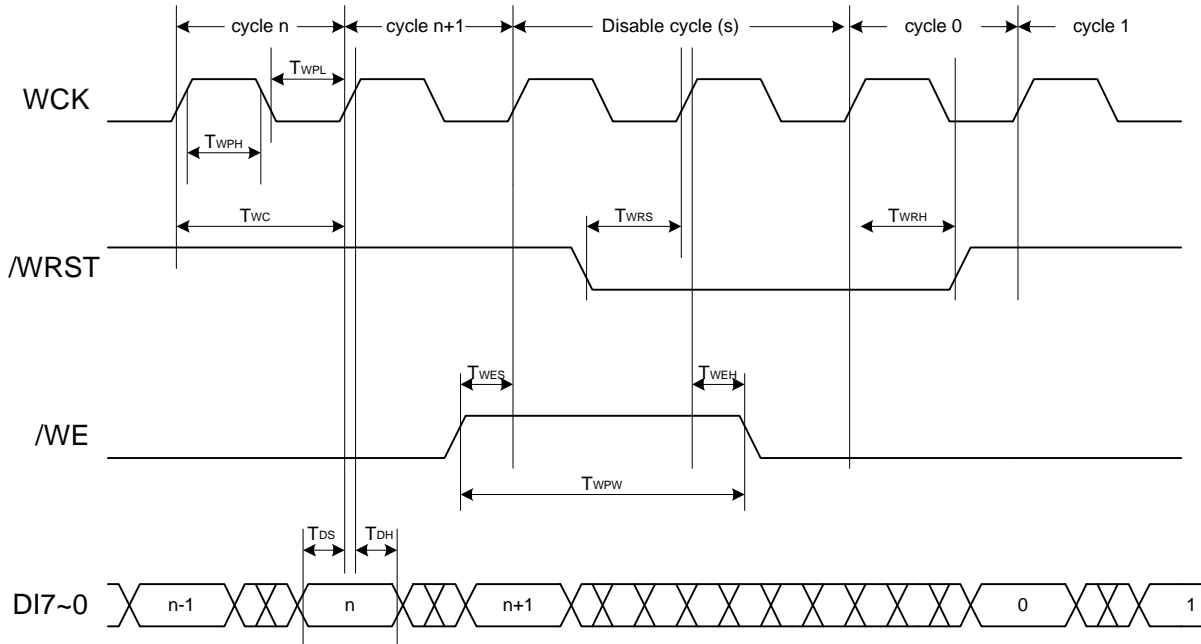 cycle n cycle n+1 Disable cycle (s) cycle 0 cycle 1
TWPL
WCK
TWPH
TWC TWRS TWRH
/WRST
TWES TWEH
/WE
TWPW
TDS TDH
DI7~0 n-1 n n+1 0 1